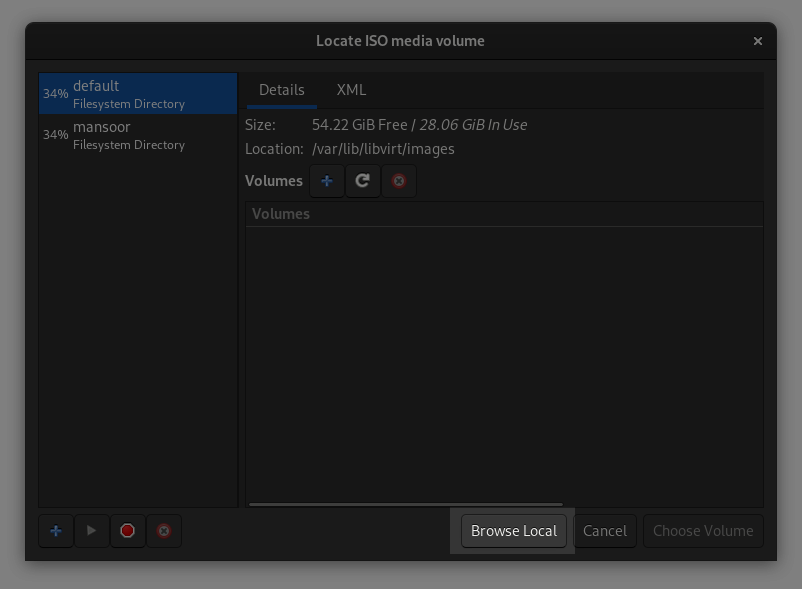 Locate ISO media volume
34% default
Filesystem Directory
34% mansoor
Filesystem Directory
Details XML
Size: 54.22 GiB Free / 28.06 GiB In Use
Location: /var/lib/libvirt/images
Volumes
Volumes
Browse Local Cancel Choose Volume